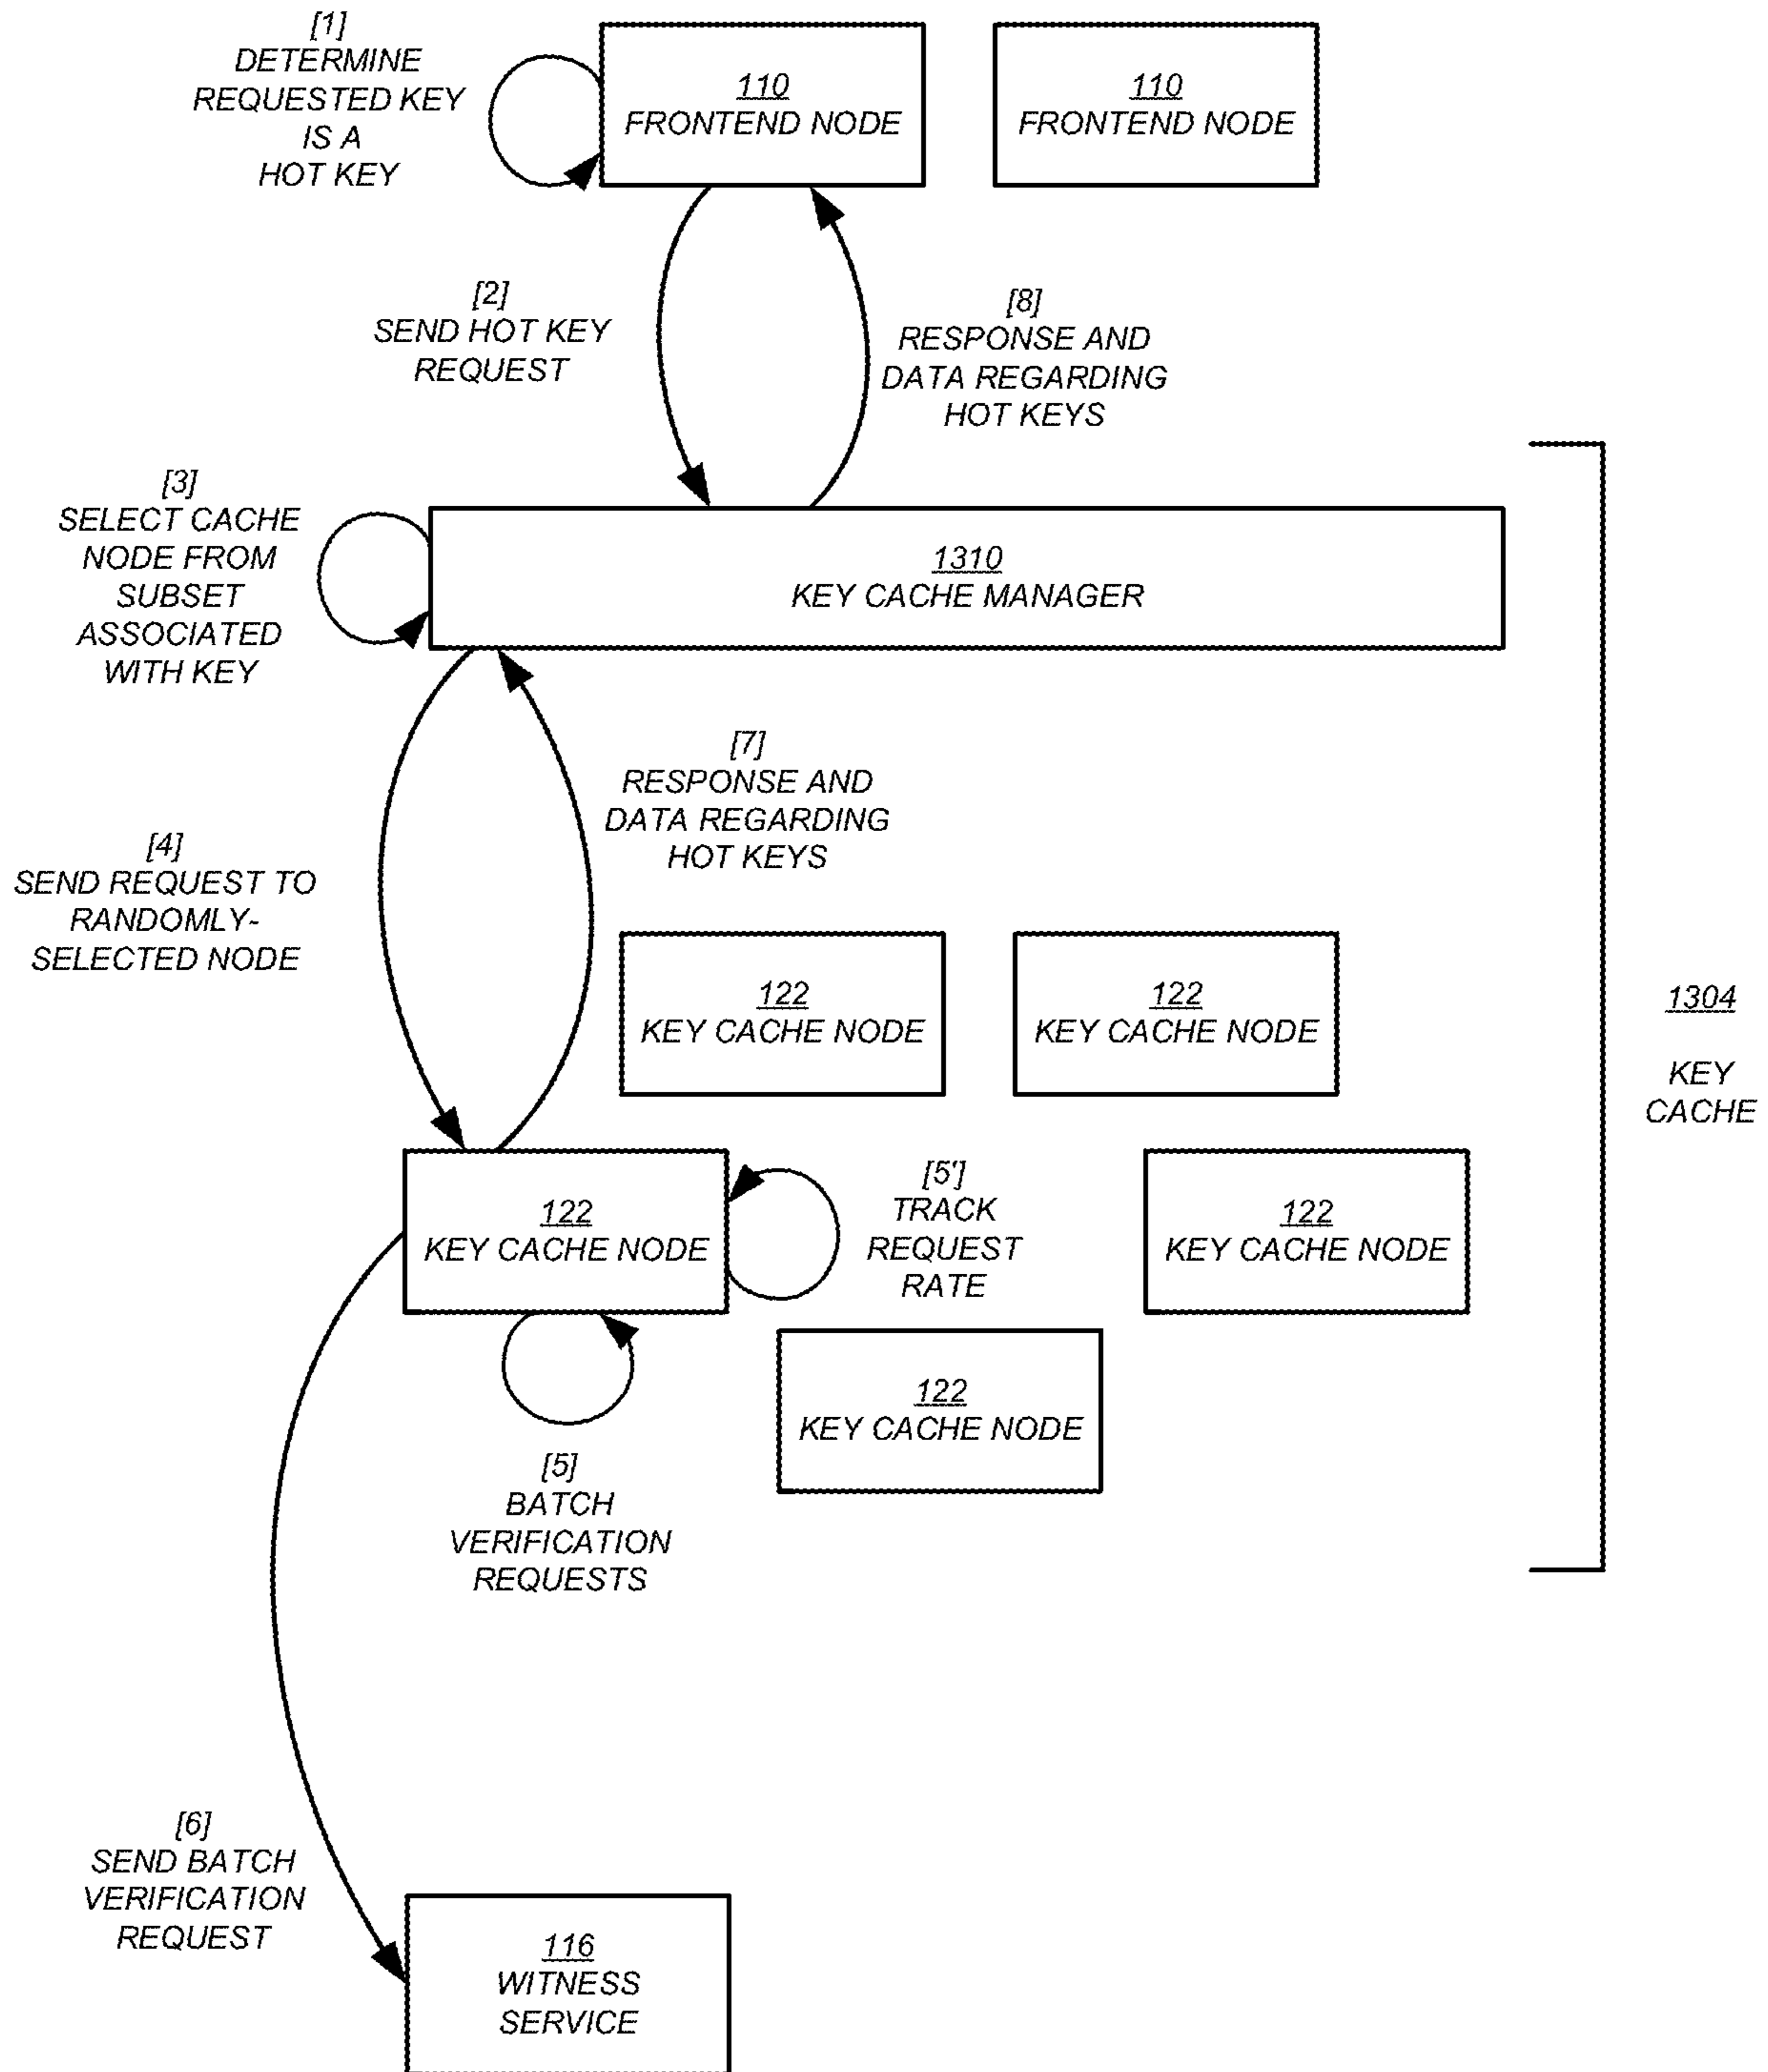 [1]
DETERMINE
REQUESTED KEY
IS A
HOT KEY
110
FRONTEND NODE
110
FRONTEND NODE
[2]
SEND HOT KEY
REQUEST
[8]
RESPONSE AND
DATA REGARDING
HOT KEYS
[3]
SELECT CACHE
NODE FROM
SUBSET
ASSOCIATED
WITH KEY
1310
KEY CACHE MANAGER
[7]
RESPONSE AND
DATA REGARDING
HOT KEYS
[4]
SEND REQUEST TO
RANDOMLY-
SELECTED NODE
122
KEY CACHE NODE
122
KEY CACHE NODE
1304
KEY
CACHE
122
KEY CACHE NODE
[5']
TRACK
REQUEST
RATE
122
KEY CACHE NODE
122
KEY CACHE NODE
[5]
BATCH
VERIFICATION
REQUESTS
[6]
SEND BATCH
VERIFICATION
REQUEST
116
WITNESS
SERVICE